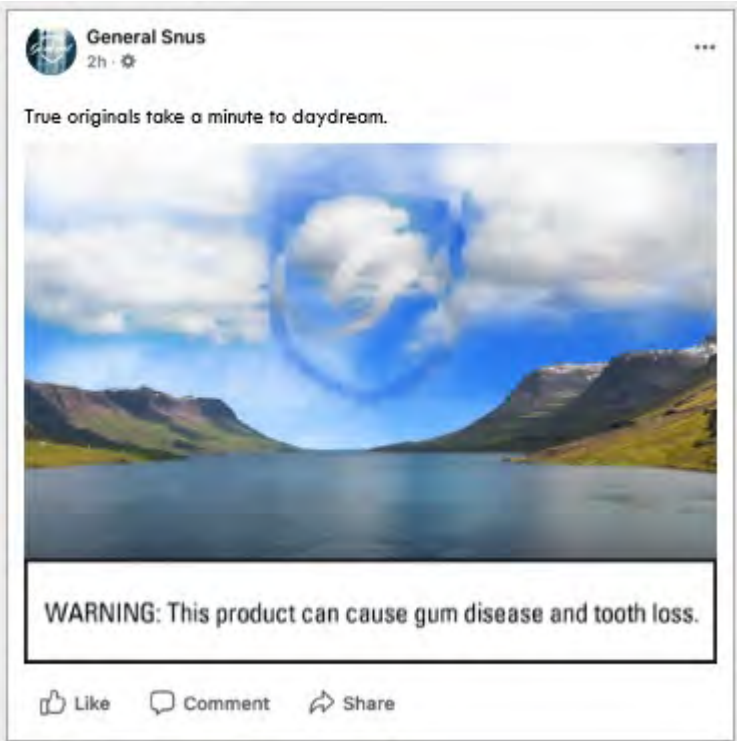 General Snus
2h
True originals take a minute to daydream.
WARNING: This product can cause gum disease and tooth loss.
Like
Comment
Share